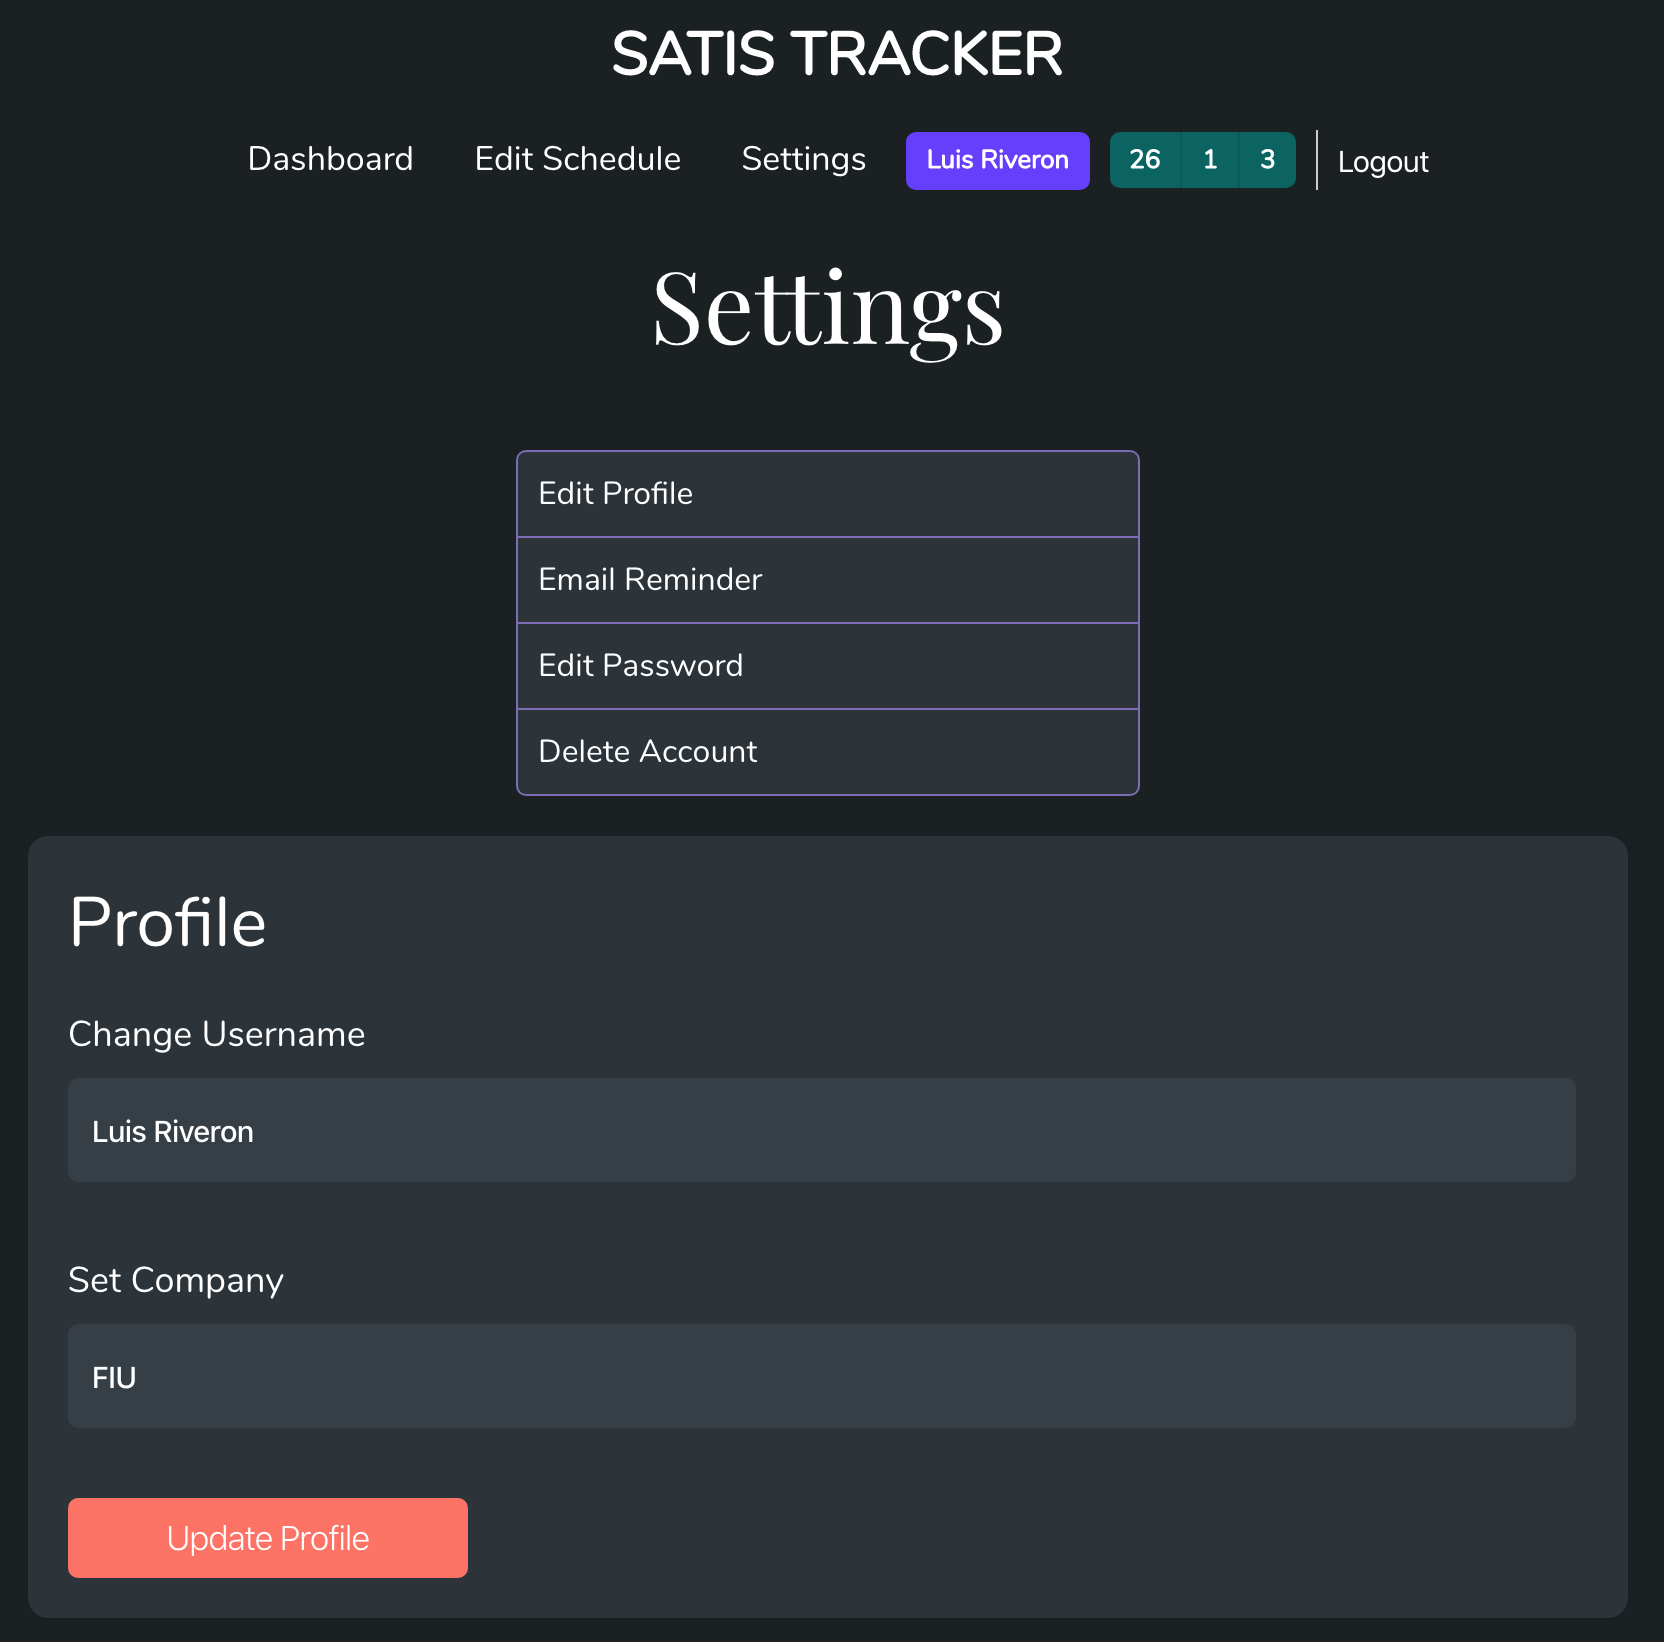 SATIS TRACKER
Dashboard Edit Schedule Settings Luis Riveron 26 1 3 Logout
Settings
Edit Profile
Email Reminder
Edit Password
Delete Account
Profile
Change Username
Luis Riveron
Set Company
FIU
Update Profile